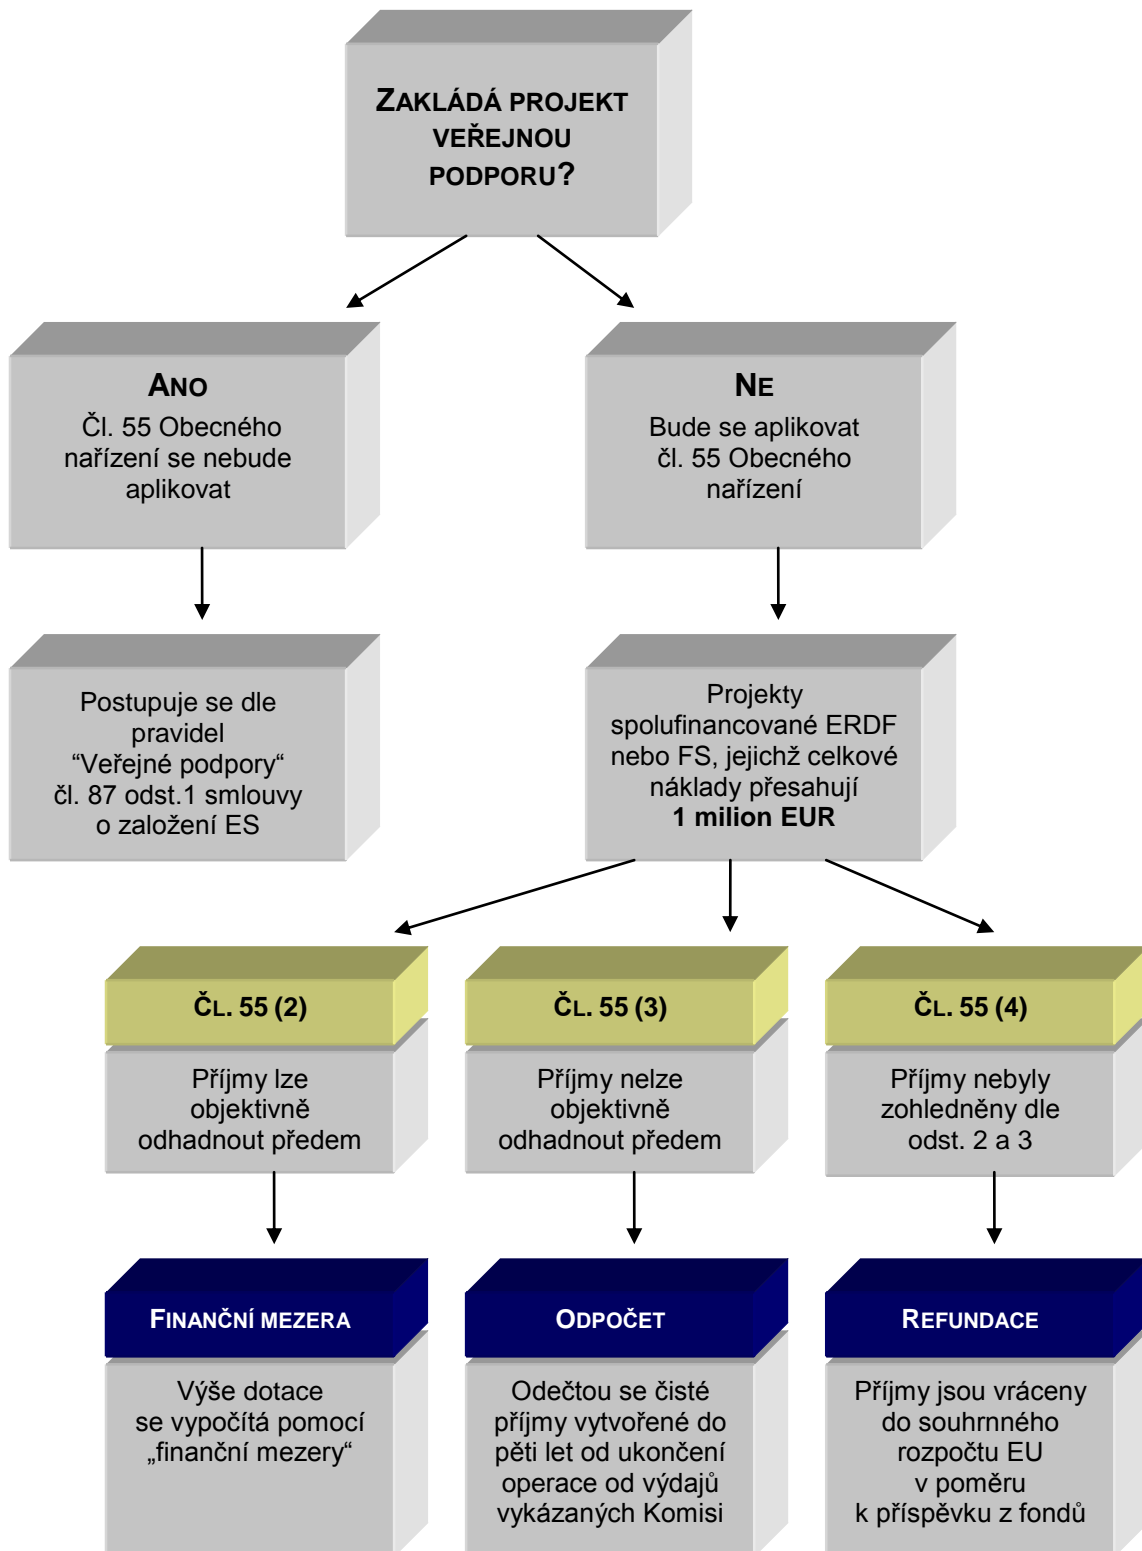 ZAKLÁDÁ PROJEKT
VEŘEJNOU
PODPORU?
ANO
Čl. 55 Obecného
nařízení se nebude
aplikovat
NE
Bude se aplikovat
čl. 55 Obecného
nařízení
Postupuje se dle
pravidel
“Veřejné podpory“
čl. 87 odst.1 smlouvy
o založení ES
Projekty
spolufinancované ERDF
nebo FS, jejichž celkové
náklady přesahují
1 milion EUR
ČL. 55 (2)
Příjmy lze
objektivně
odhadnout předem
ČL. 55 (3)
Příjmy nelze
objektivně
odhadnout předem
ČL. 55 (4)
Příjmy nebyly
zohledněny dle
odst. 2 a 3
FINANČNÍ MEZERA
Výše dotace
se vypočítá pomocí
„finanční mezery“
ODPOČET
Odečtou se čisté
příjmy vytvořené do
pěti let od ukončení
operace od výdajů
vykázaných Komisi
REFUNDACE
Příjmy jsou vráceny
do souhrnného
rozpočtu EU
v poměru
k příspěvku z fondů